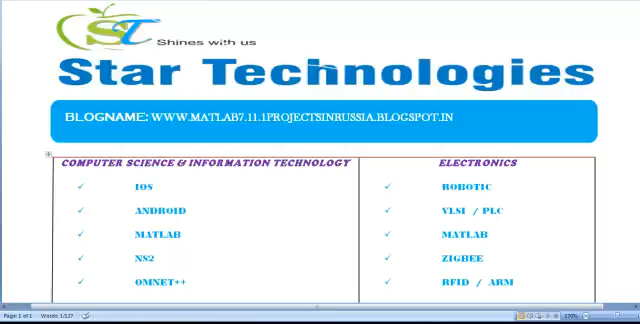 ST
Shines with us
Star Technologies
BLOGNAME: WWW.MATLAB7.11.1PROJECTSINRUSSIA.BLOGSPOT.IN
COMPUTER SCIENCE & INFORMATION TECHNOLOGY
ELECTRONICS
✓ IOS
✓ ROBOTIC
✓ ANDROID
✓ VLSI / PLC
✓ MATLAB
✓ MATLAB
✓ NS2
✓ ZIGBEE
✓ OMNET++
✓ RFID / ARM
Page: 1 of 1 Words: 1/127 170%